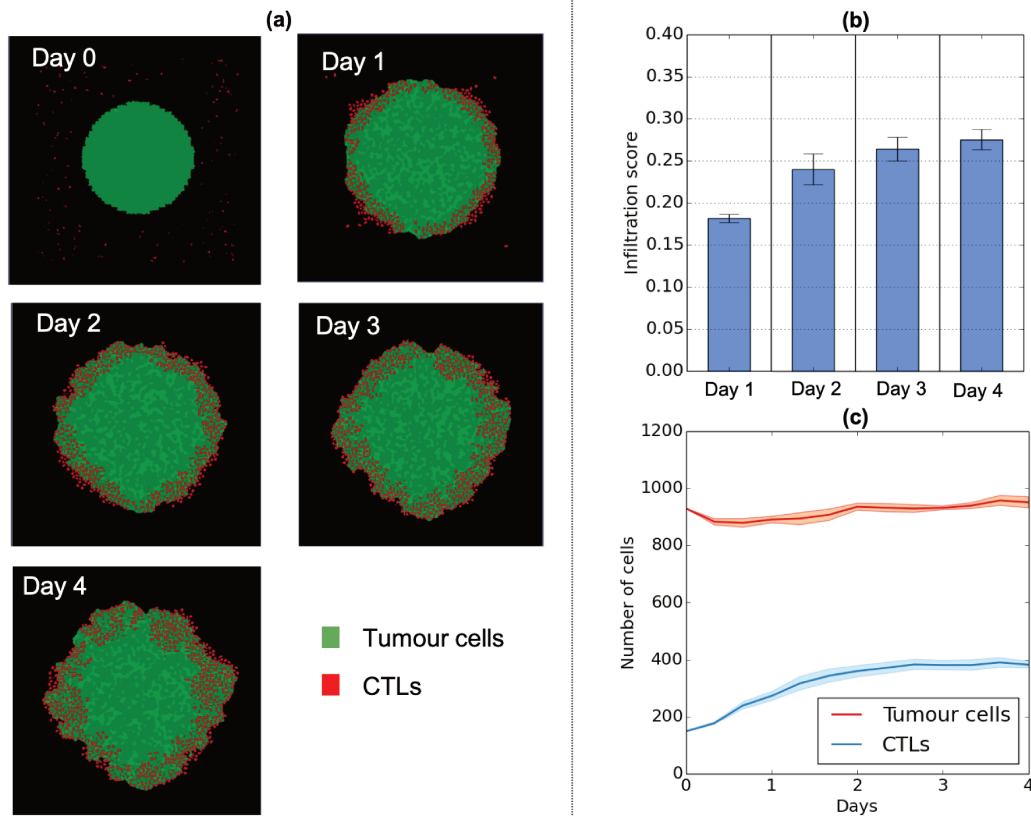 (a)
Day 0
Day 1
Day 2
Day 3
Day 4
Tumour cells
CTLs
(b)
0.40
0.35
0.30
0.25
0.20
0.15
0.10
0.05
0.00
Infiltration score
Day 1 Day 2 Day 3 Day 4
(c)
1200
1000
800
600
400
200
0
Number of cells
Tumour cells
CTLs
0 1 2 3 4
Days